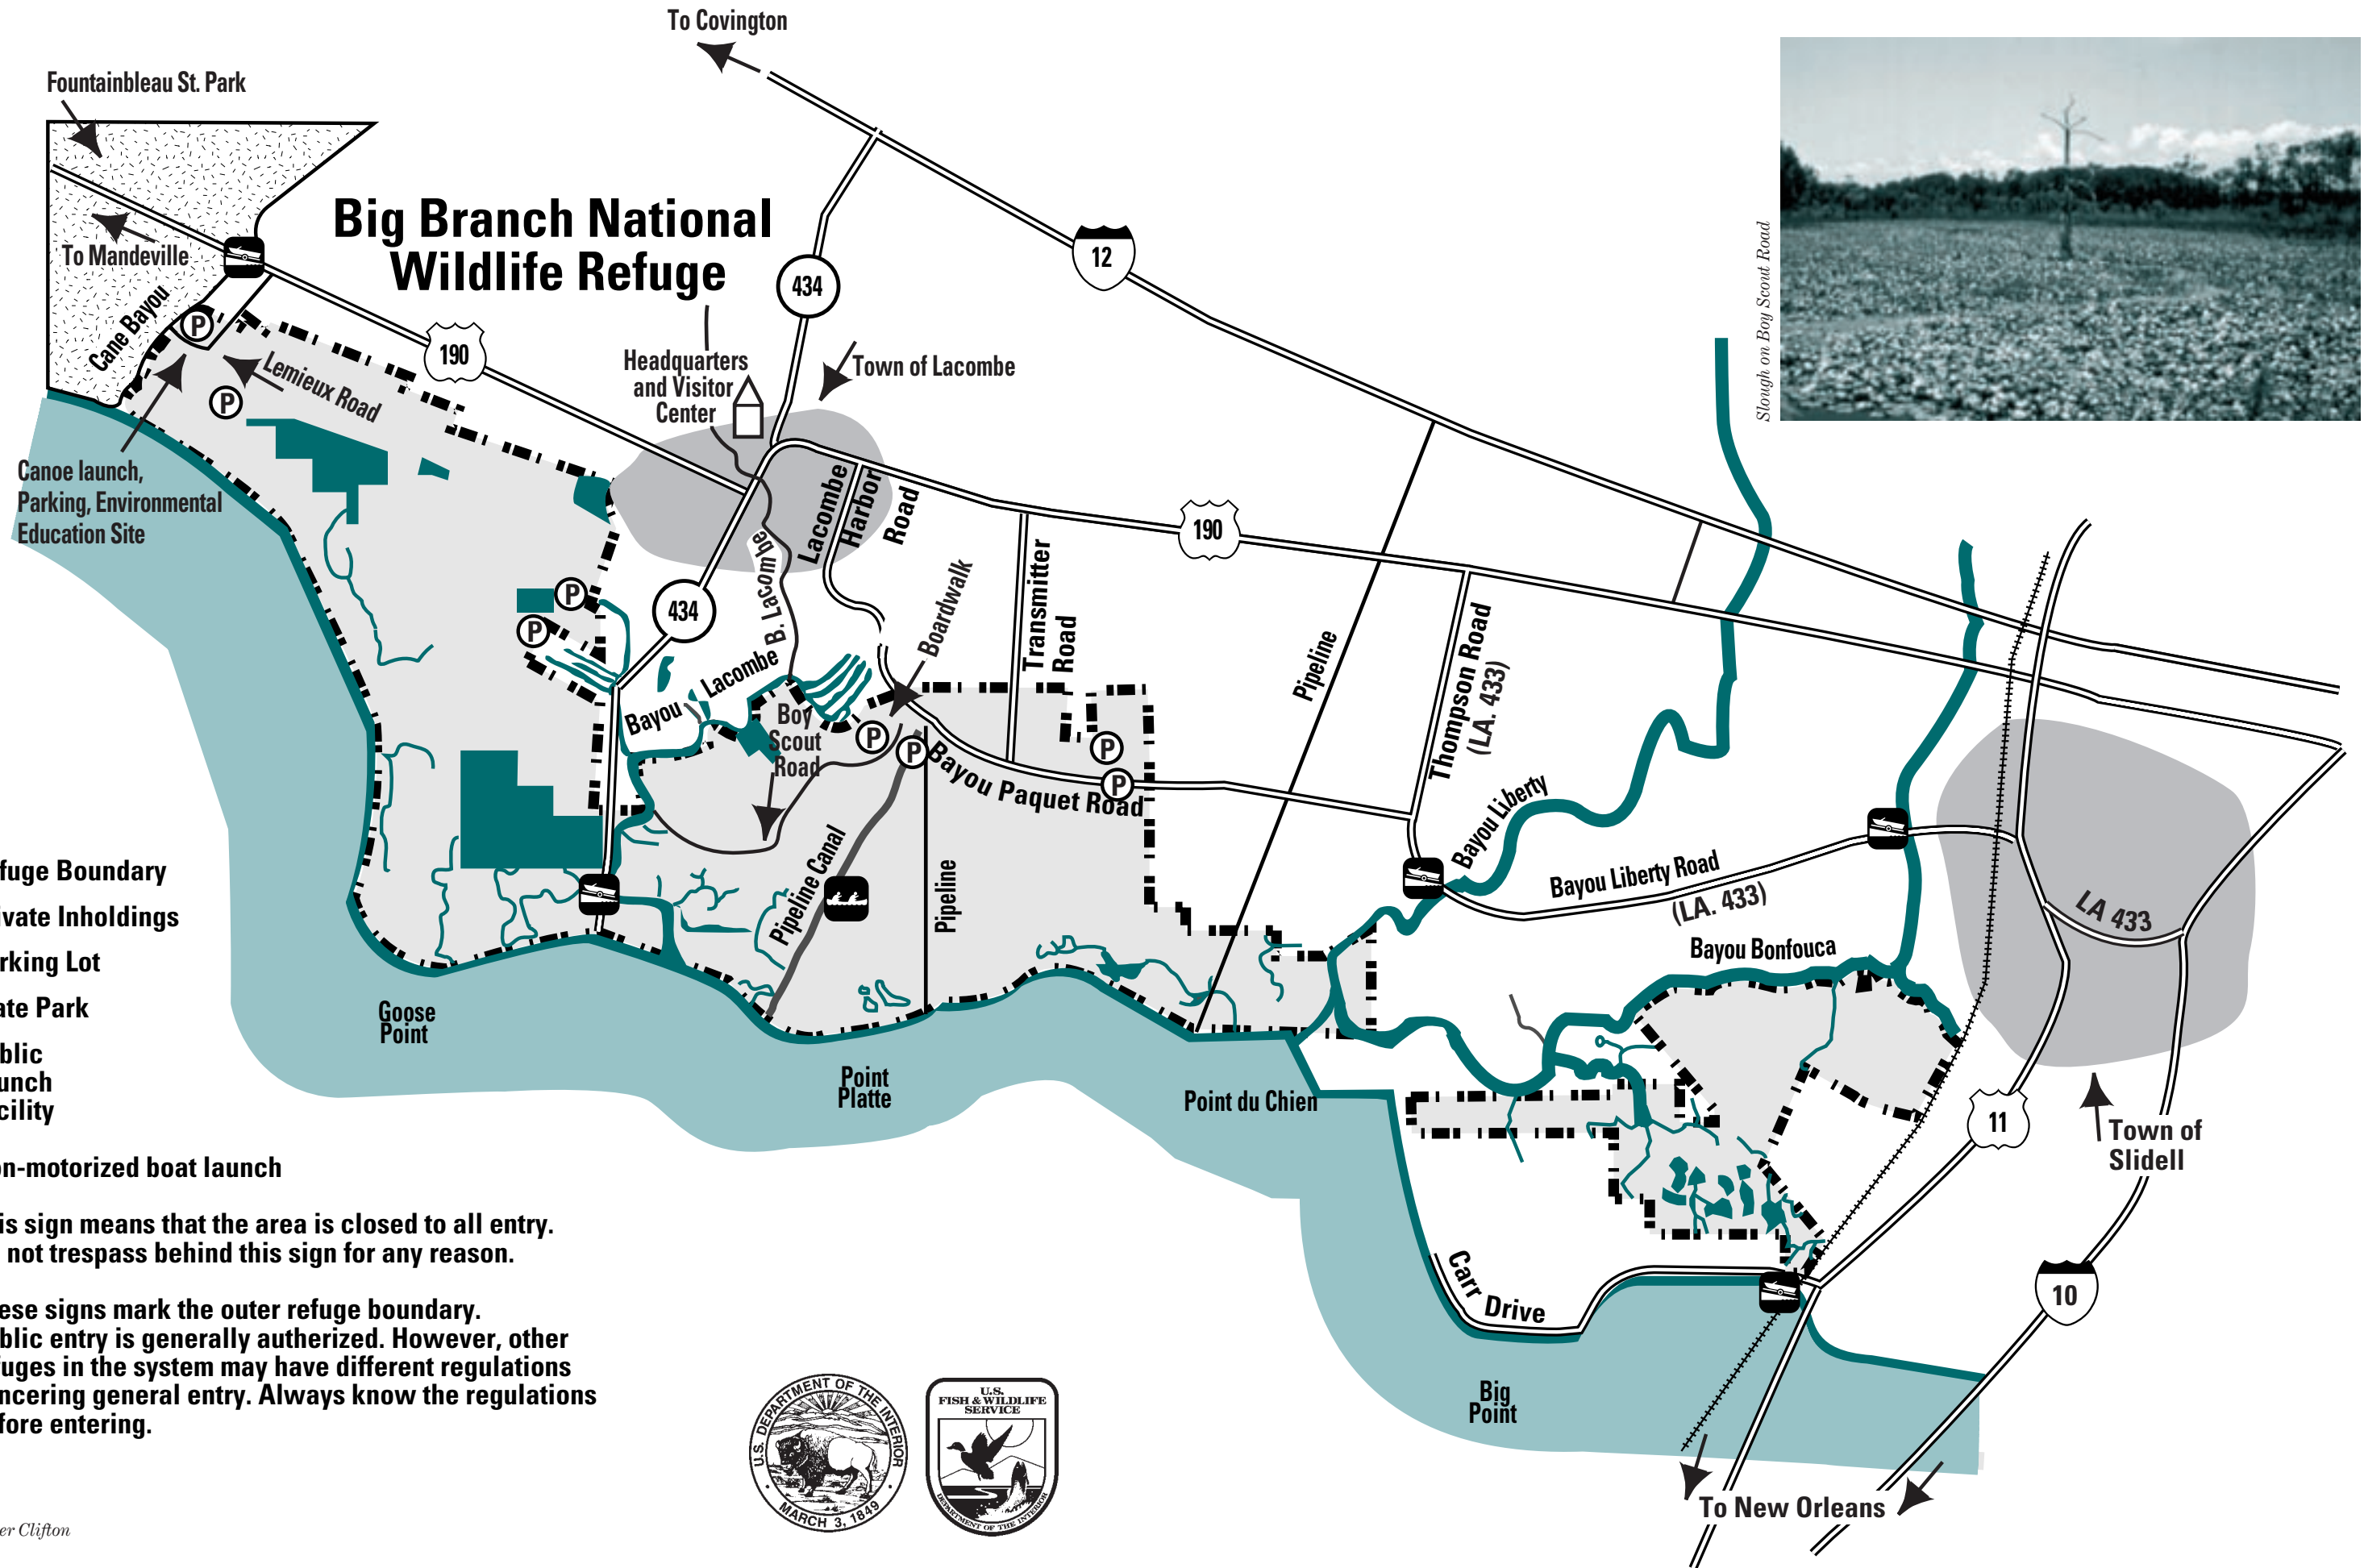 To Covington
Fountainbleau St. Park
Big Branch National
Wildlife Refuge
To Mandeville
Cane Bayou
P
Lemieux Road
P
190
434
12
Headquarters
and Visitor
Center
Town of Lacombe
Slough on Boy Scout Road
Canoe launch,
Parking, Environmental
Education Site
Lacombe
Harbor
Road
B. Lacombe
190
434
P
P
Boardwalk
Transmitter
Road
Pipeline
Thompson Road
(LA. 433)
Bayou Lacombe
Boy
Scout
Road
P
P
P
P
Bayou Paquet Road
Bayou Liberty
Bayou Liberty Road
(LA. 433)
LA 433
Pipeline Canal
Pipeline
Bayou Bonfouca
Goose
Point
Point
Platte
Point du Chien
11
Town of
Slidell
Carr Drive
10
Big
Point
To New Orleans
fuge Boundary
ivate Inholdings
rking Lot
ate Park
blic
unch
cility
on-motorized boat launch
is sign means that the area is closed to all entry.
not trespass behind this sign for any reason.
ese signs mark the outer refuge boundary.
blic entry is generally autherized. However, other
fuges in the system may have different regulations
ncering general entry. Always know the regulations
fore entering.
U.S. DEPARTMENT OF THE INTERIOR
MARCH 3, 1849
U.S.
FISH & WILDLIFE
SERVICE
DEPARTMENT OF THE INTERIOR
er Clifton